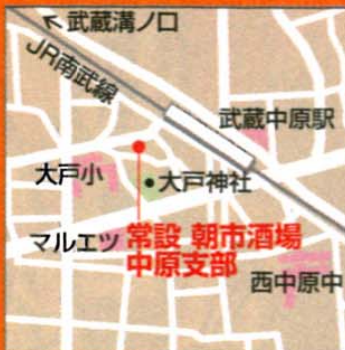 ↖武蔵溝ノ口
JR南武線
武蔵中原駅
大戸小
•大戸神社
マルエツ
常設 朝市酒場
中原支部
西中原中